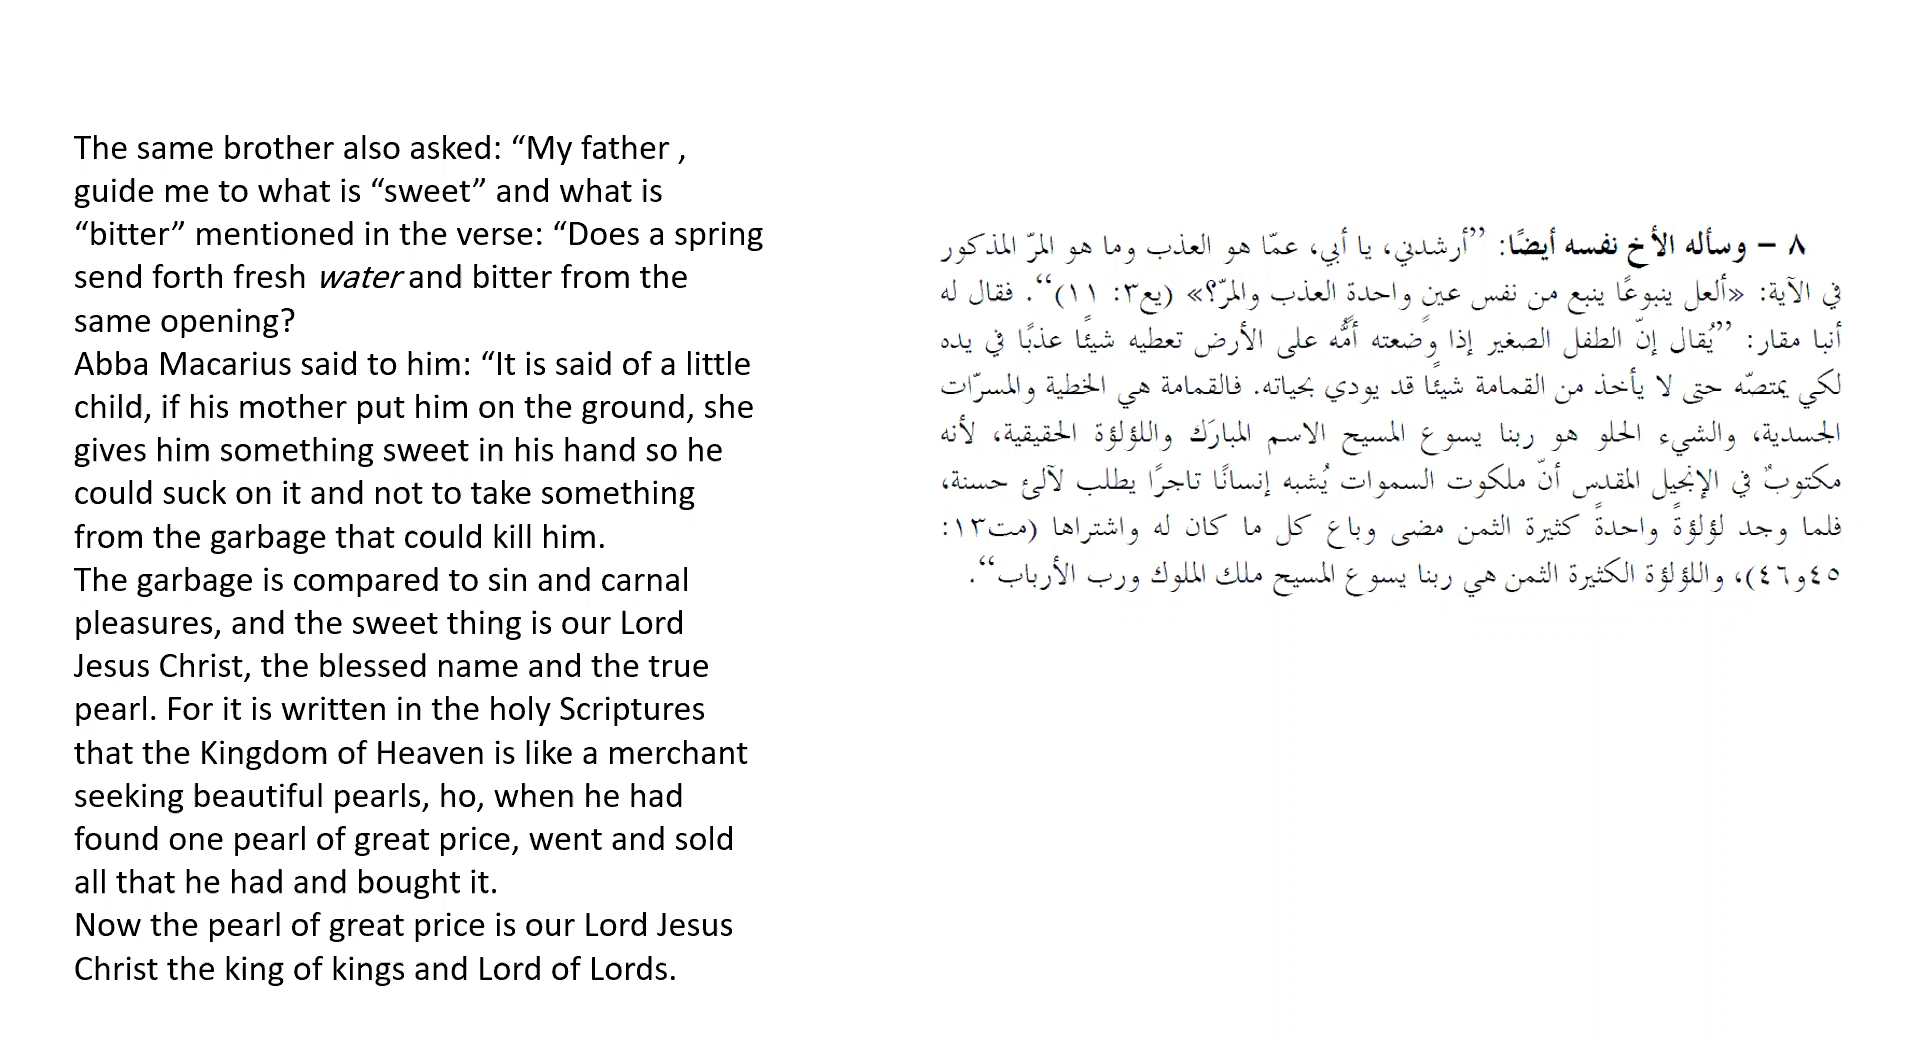 The same brother also asked: “My father ,
guide me to what is “sweet” and what is
“bitter” mentioned in the verse: “Does a spring
send forth fresh water and bitter from the
same opening?
Abba Macarius said to him: “It is said of a little
child, if his mother put him on the ground, she
gives him something sweet in his hand so he
could suck on it and not to take something
from the garbage that could kill him.
The garbage is compared to sin and carnal
pleasures, and the sweet thing is our Lord
Jesus Christ, the blessed name and the true
pearl. For it is written in the holy Scriptures
that the Kingdom of Heaven is like a merchant
seeking beautiful pearls, ho, when he had
found one pearl of great price, went and sold
all that he had and bought it.
Now the pearl of great price is our Lord Jesus
Christ the king of kings and Lord of Lords.
٨ – وسأله الأخ نفسه أيضًا: ”أرشدني، يا أبي، عمّا هو العذب وما هو المرّ المذكور
في الآية: «ألعل ينبوعًا ينبع من نفس عينٍ واحدةٍ العذب والمرّ؟» (يع٣: ١١)“. فقال له
أنبا مقار: ”يُقال إنّ الطفل الصغير إذا وضعته أمُّه على الأرض تعطيه شيئًا عذبًا في يده
لكي يمتصّه حتى لا يأخذ من القمامة شيئًا قد يودي بحياته. فالقمامة هي الخطية والمسرّات
الجسدية، والشيء الحلو هو ربنا يسوع المسيح الاسم المبارَك واللؤلؤة الحقيقية، لأنه
مكتوبٌ في الإنجيل المقدس أنّ ملكوت السموات يُشبه إنسانًا تاجرًا يطلب لآلئ حسنة،
فلما وجد لؤلؤةً واحدةً كثيرة الثمن مضى وباع كل ما كان له واشتراها (مت١٣:
٤٥و٤٦)، واللؤلؤة الكثيرة الثمن هي ربنا يسوع المسيح ملك الملوك ورب الأرباب“.